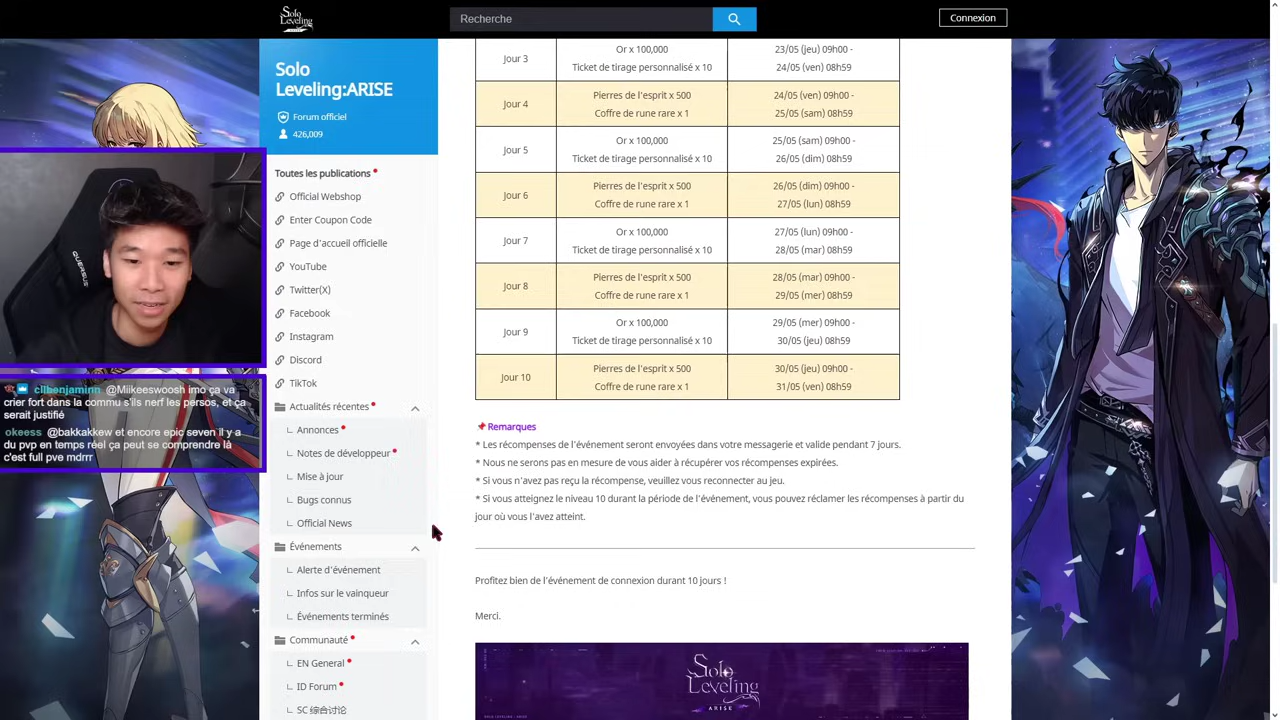 Solo
Leveling
Recherche
Connexion
Solo
Leveling:ARISE
Forum officiel
426,009
Toutes les publications
Official Webshop
Enter Coupon Code
Page d'accueil officielle
YouTube
Twitter(X)
Facebook
Instagram
Discord
TikTok
Actualités récentes
Annonces
Notes de développeur
Mise à jour
Bugs connus
Official News
Événements
Alerte d'événement
Infos sur le vainqueur
Événements terminés
Communauté
EN General
ID Forum
SC 综合讨论
QUERSUS
cilbenjaminn @Miikeeswoosh imo ça va
crier fort dans la commu s'ils nerf les persos, et ça
serait justifié
okeess @bakkakkew et encore epic seven il y a
du pvp en temps réel ça peut se comprendre là
c'est full pve mdrrr
Jour 3
Or x 100,000
Ticket de tirage personnalisé x 10
23/05 (jeu) 09h00 -
24/05 (ven) 08h59
Jour 4
Pierres de l'esprit x 500
Coffre de rune rare x 1
24/05 (ven) 09h00 -
25/05 (sam) 08h59
Jour 5
Or x 100,000
Ticket de tirage personnalisé x 10
25/05 (sam) 09h00 -
26/05 (dim) 08h59
Jour 6
Pierres de l'esprit x 500
Coffre de rune rare x 1
26/05 (dim) 09h00 -
27/05 (lun) 08h59
Jour 7
Or x 100,000
Ticket de tirage personnalisé x 10
27/05 (lun) 09h00 -
28/05 (mar) 08h59
Jour 8
Pierres de l'esprit x 500
Coffre de rune rare x 1
28/05 (mar) 09h00 -
29/05 (mer) 08h59
Jour 9
Or x 100,000
Ticket de tirage personnalisé x 10
29/05 (mer) 09h00 -
30/05 (jeu) 08h59
Jour 10
Pierres de l'esprit x 500
Coffre de rune rare x 1
30/05 (jeu) 09h00 -
31/05 (ven) 08h59
📌Remarques
* Les récompenses de l'événement seront envoyées dans votre messagerie et valide pendant 7 jours.
* Nous ne serons pas en mesure de vous aider à récupérer vos récompenses expirées.
* Si vous n'avez pas reçu la récompense, veuillez vous reconnecter au jeu.
* Si vous atteignez le niveau 10 durant la période de l'événement, vous pouvez réclamer les récompenses à partir du
jour où vous l'avez atteint.
Profitez bien de l'événement de connexion durant 10 jours !
Merci.
Solo
Leveling
ARISE